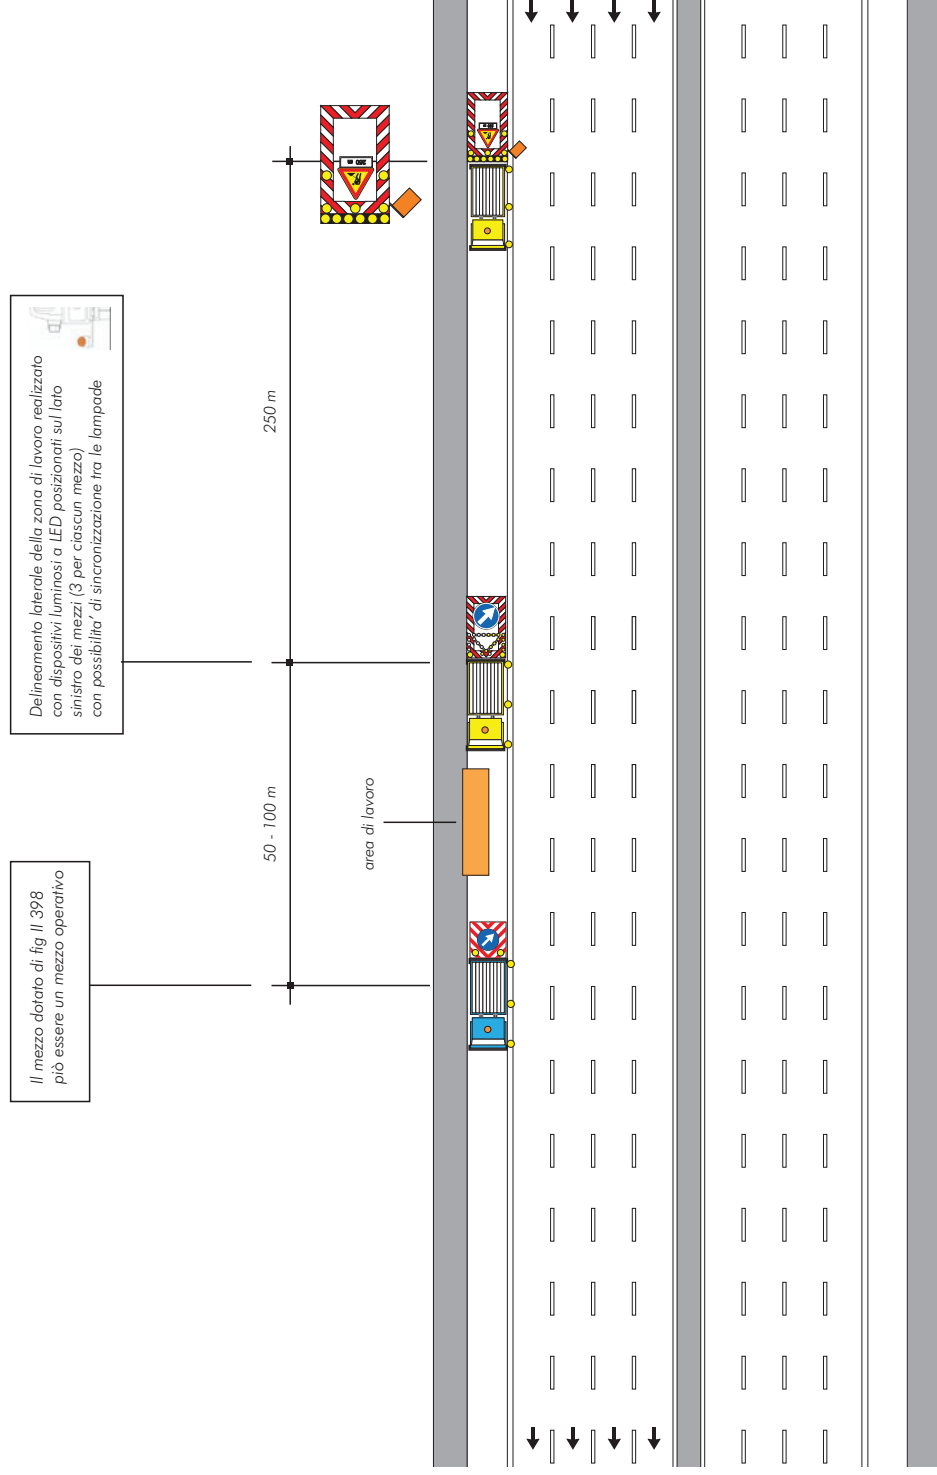 Delineamento laterale della zona di lavoro realizzato
con dispositivi luminosi a LED posizionati sul lato
sinistro dei mezzi (3 per ciascun mezzo)
con possibilita' di sincronizzazione tra le lampade
Il mezzo dotato di fig II 398
piò essere un mezzo operativo
250 m
50 - 100 m
area di lavoro
250 m